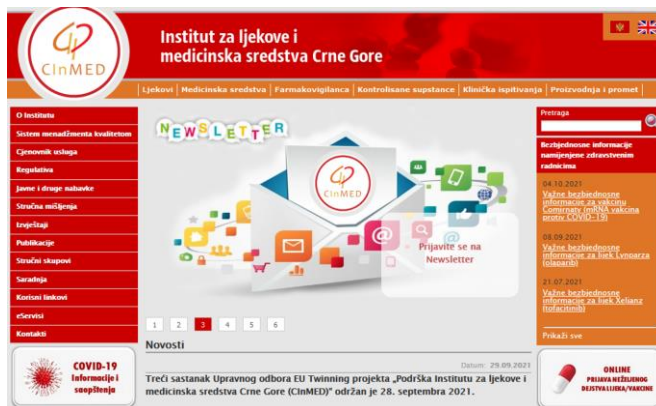 CInMED
Institut za ljekove i
medicinska sredstva Crne Gore
Ljekovi | Medicinska sredstva | Farmakovigilanca | Kontrolisane supstance | Klinička ispitivanja | Proizvodnja i promet |
O Institutu
Sistem menadžmenta kvalitetom
Cjenovnik usluga
Regulativa
Javne i druge nabavke
Stručna mišljenja
Izvještaji
Publikacije
Stručni skupovi
Saradnja
Korisni linkovi
eServisi
Kontakti
COVID-19
Informacije i
saopštenja
NEWSLETTER
CInMED
Prijavite se na
Newsletter
1 2 3 4 5 6
Novosti
Datum: 29.09.2021
Treći sastanak Upravnog odbora EU Twinning projekta „Podrška Institutu za ljekove i
medicinska sredstva Crne Gore (CInMED)" održan je 28. septembra 2021.
Pretraga
Bezbjednosne informacije
namijenjene zdravstvenim
radnicima
04.10.2021
Važne bezbjednosne
informacije za vakcinu
Comirnaty (mRNA vakcina
protiv COVID-19)
08.09.2021
Važne bezbjednosne
informacije za lijek Lynparza
(olaparib)
21.07.2021
Važne bezbjednosne
informacije za lijek Xelianz
(tofacitinib)
Prikaži sve
ONLINE
PRIJAVA NEŽELJENOG
DEJSTVA LIJEKA/VAKCINE